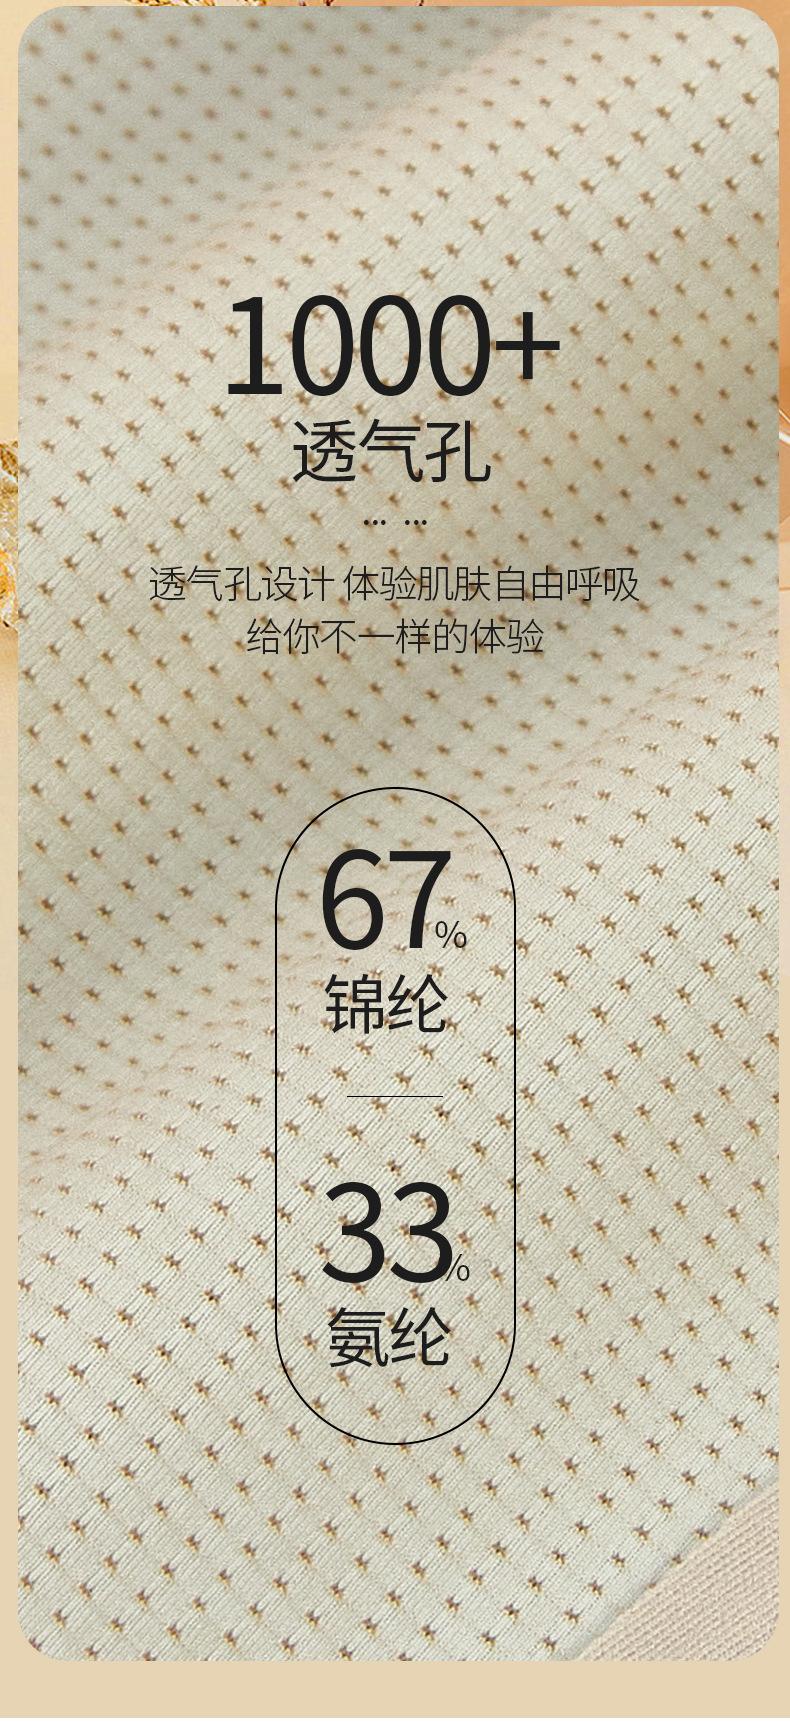 1000+
透气孔
... ...
透气孔设计 体验肌肤自由呼吸
给你不一样的体验
67%
锦纶
33%
氨纶